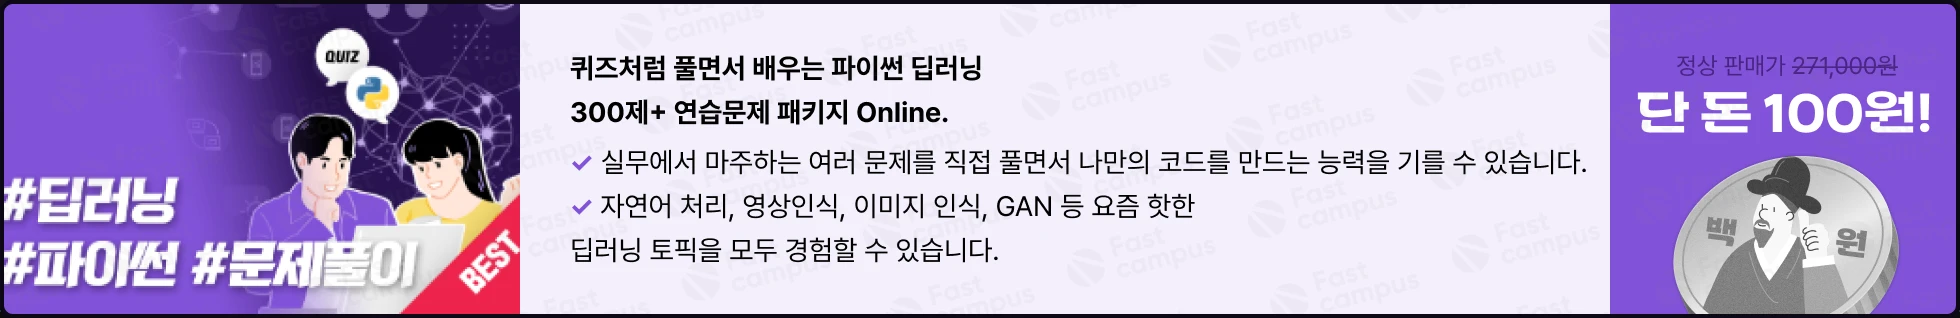 QUIZ
#딥러닝
#파이썬 #문제풀이
BEST
퀴즈처럼 풀면서 배우는 파이썬 딥러닝
300제+ 연습문제 패키지 Online.
✓ 실무에서 마주하는 여러 문제를 직접 풀면서 나만의 코드를 만드는 능력을 기를 수 있습니다.
✓ 자연어 처리, 영상인식, 이미지 인식, GAN 등 요즘 핫한
딥러닝 토픽을 모두 경험할 수 있습니다.
정상 판매가 271,000원
단 돈 100원!
백 원
Fast campus